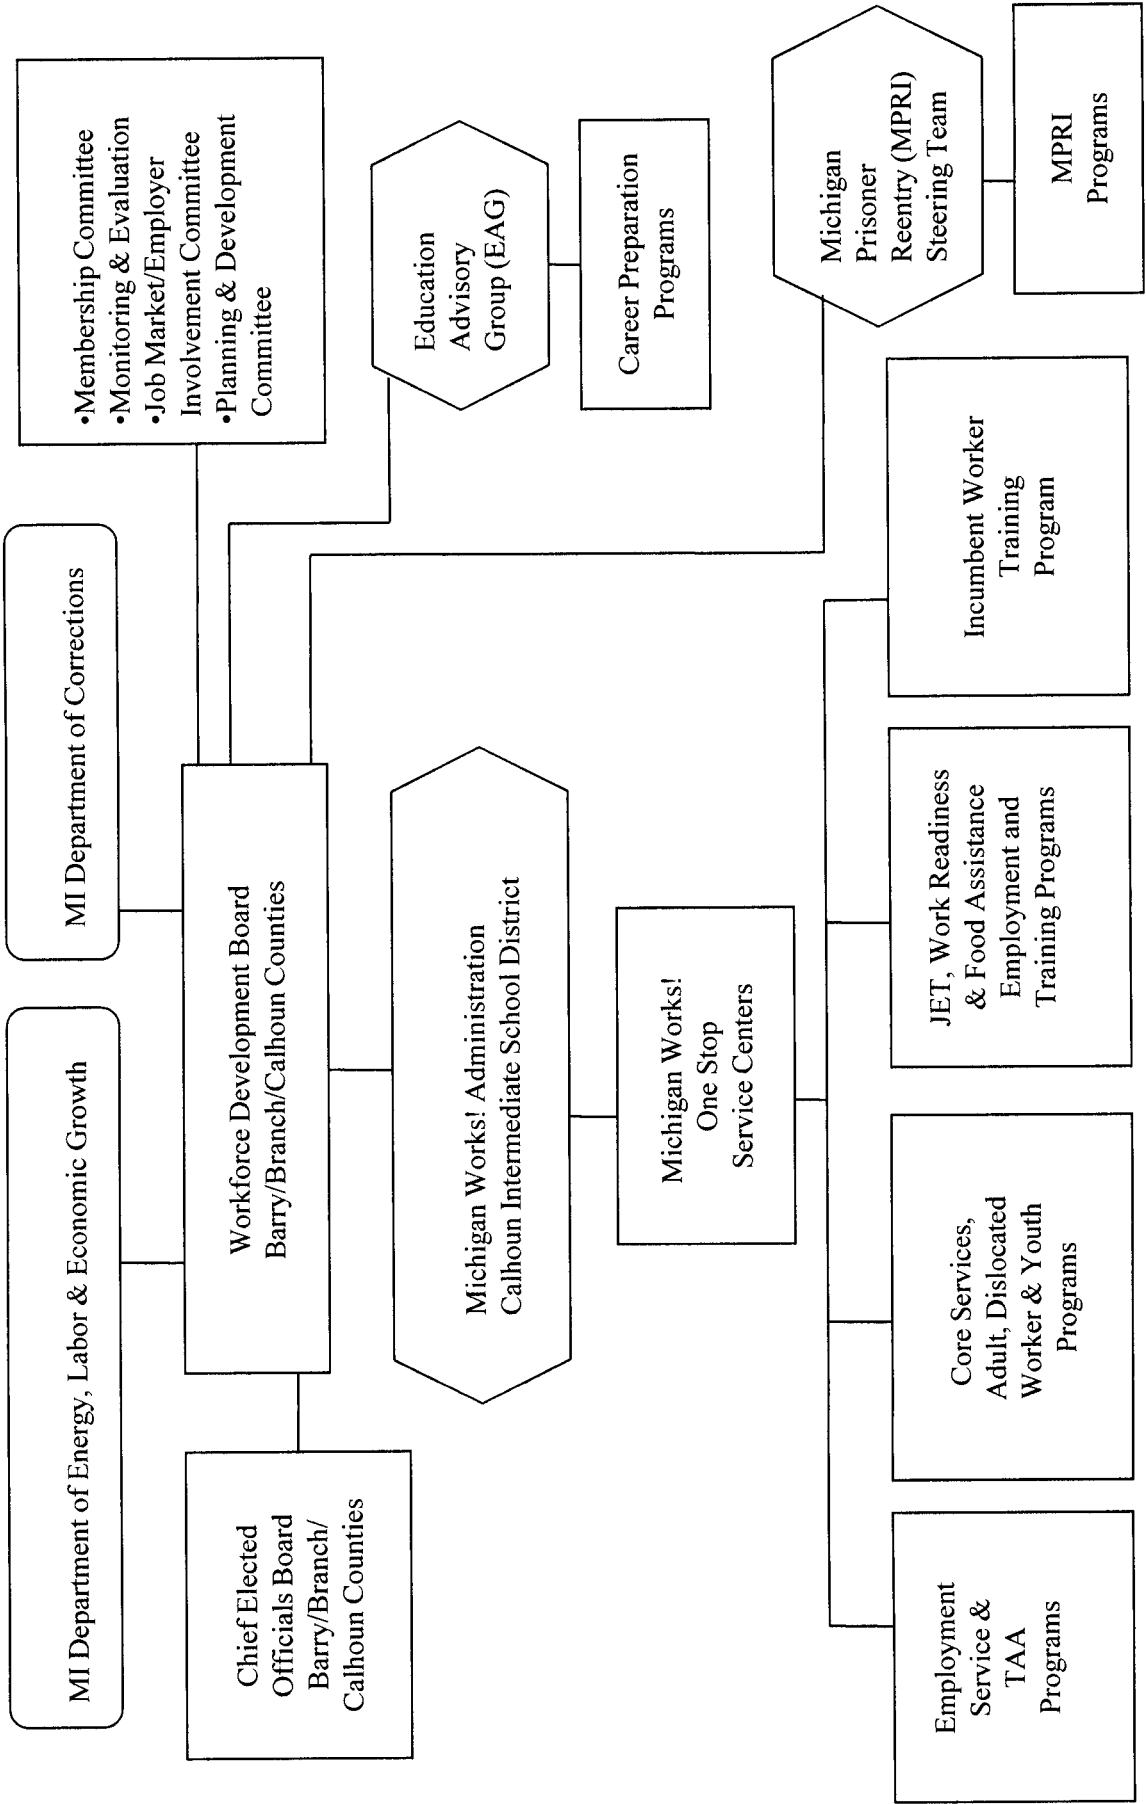 MI Department of Energy, Labor & Economic Growth
MI Department of Corrections
•Membership Committee
•Monitoring & Evaluation
•Job Market/Employer
Involvement Committee
•Planning & Development
Committee
Chief Elected
Officials Board
Barry/Branch/
Calhoun Counties
Workforce Development Board
Barry/Branch/Calhoun Counties
Education
Advisory
Group (EAG)
Career Preparation
Programs
Michigan Works! Administration
Calhoun Intermediate School District
Michigan Works!
One Stop
Service Centers
Michigan
Prisoner
Reentry (MPRI)
Steering Team
MPRI
Programs
Employment
Service &
TAA
Programs
Core Services,
Adult, Dislocated
Worker & Youth
Programs
JET, Work Readiness
& Food Assistance
Employment and
Training Programs
Incumbent Worker
Training
Program